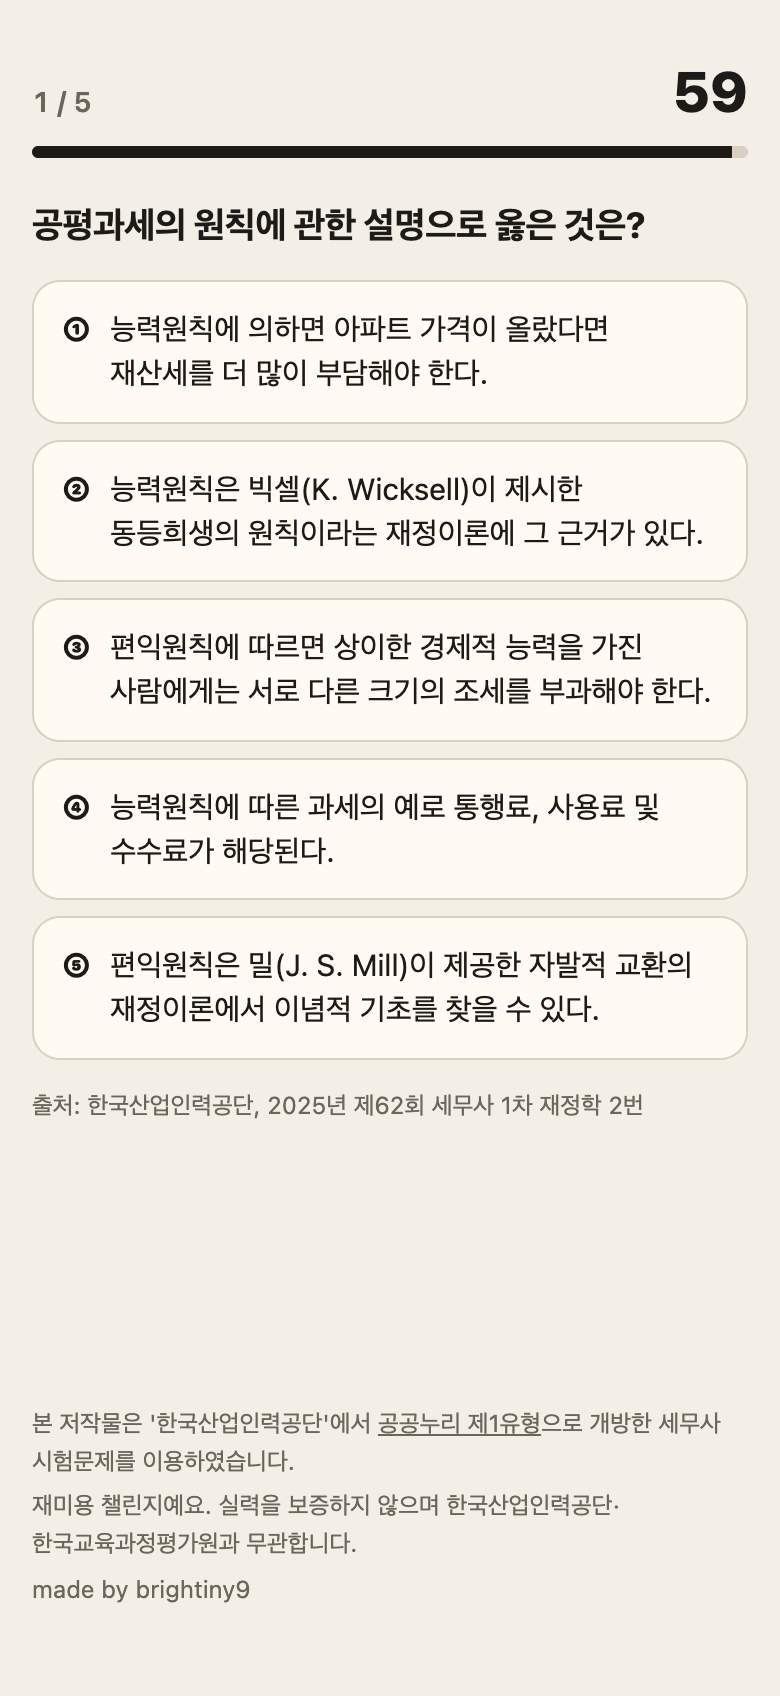 1 / 5
59
공평과세의 원칙에 관한 설명으로 옳은 것은?
① 능력원칙에 의하면 아파트 가격이 올랐다면
재산세를 더 많이 부담해야 한다.
② 능력원칙은 빅셀(K. Wicksell)이 제시한
동등희생의 원칙이라는 재정이론에 그 근거가 있다.
③ 편익원칙에 따르면 상이한 경제적 능력을 가진
사람에게는 서로 다른 크기의 조세를 부과해야 한다.
④ 능력원칙에 따른 과세의 예로 통행료, 사용료 및
수수료가 해당된다.
⑤ 편익원칙은 밀(J. S. Mill)이 제공한 자발적 교환의
재정이론에서 이념적 기초를 찾을 수 있다.
출처: 한국산업인력공단, 2025년 제62회 세무사 1차 재정학 2번
본 저작물은 '한국산업인력공단'에서 공공누리 제1유형으로 개방한 세무사
시험문제를 이용하였습니다.
재미용 챌린지예요. 실력을 보증하지 않으며 한국산업인력공단·
한국교육과정평가원과 무관합니다.
made by brightiny9